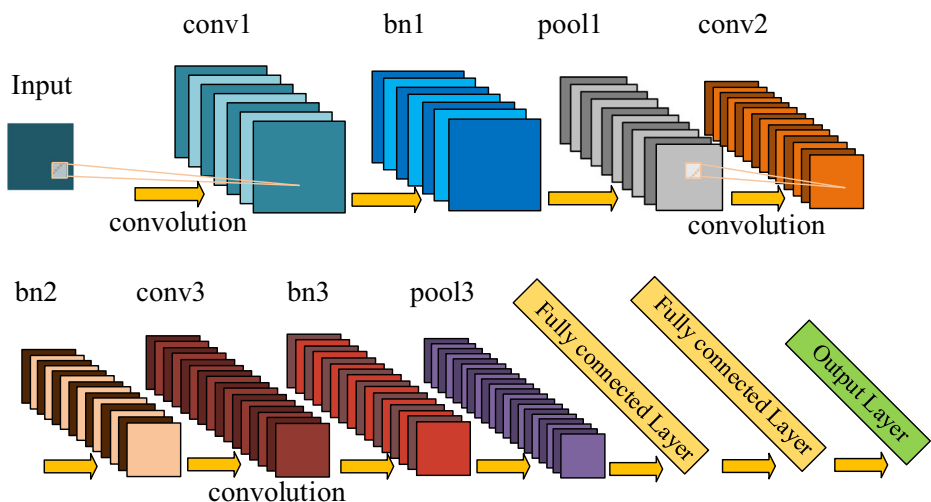 conv1
bn1
pool1
conv2
Input
convolution
convolution
bn2
conv3
bn3
pool3
Fully connected Layer
Fully connected Layer
Output Layer
convolution